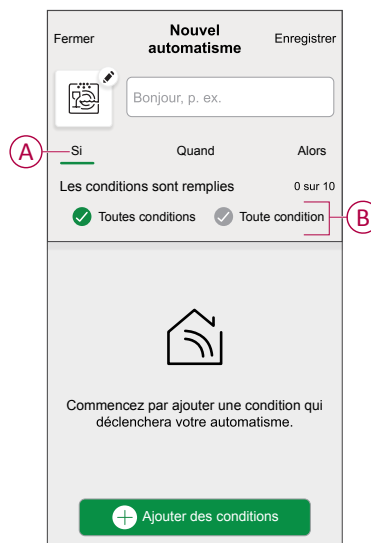 Fermer
Nouvel
automatisme
Enregistrer
Bonjour, p. ex.
A
Si
Quand
Alors
Les conditions sont remplies
0 sur 10
Toutes conditions
Toute condition
B
Commencez par ajouter une condition qui
déclenchera votre automatisme.
Ajouter des conditions